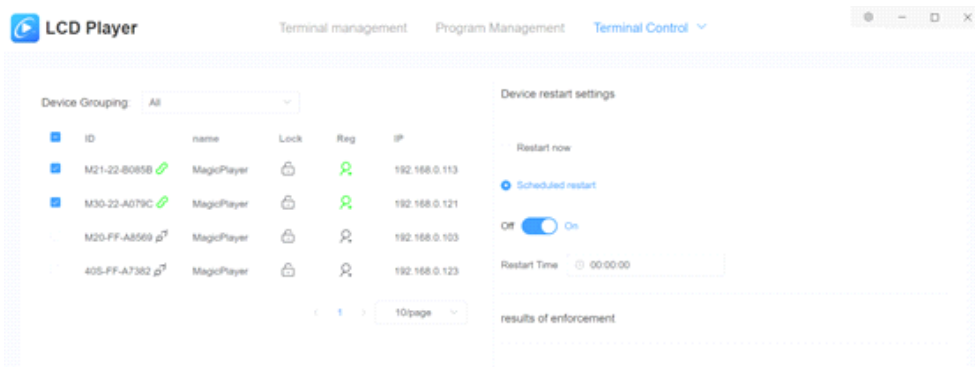 LCD Player
Terminal management Program Management Terminal Control
Device Grouping: All
ID name Lock Reg IP
M21-22-B085B MagicPlayer 192.168.0.113
M30-22-A079C MagicPlayer 192.168.0.121
M20-FF-A8569 MagicPlayer 192.168.0.103
40S-FF-A7382 MagicPlayer 192.168.0.123
1 10/page
Device restart settings
Restart now
Scheduled restart
Off On
Restart Time 00:00:00
results of enforcement